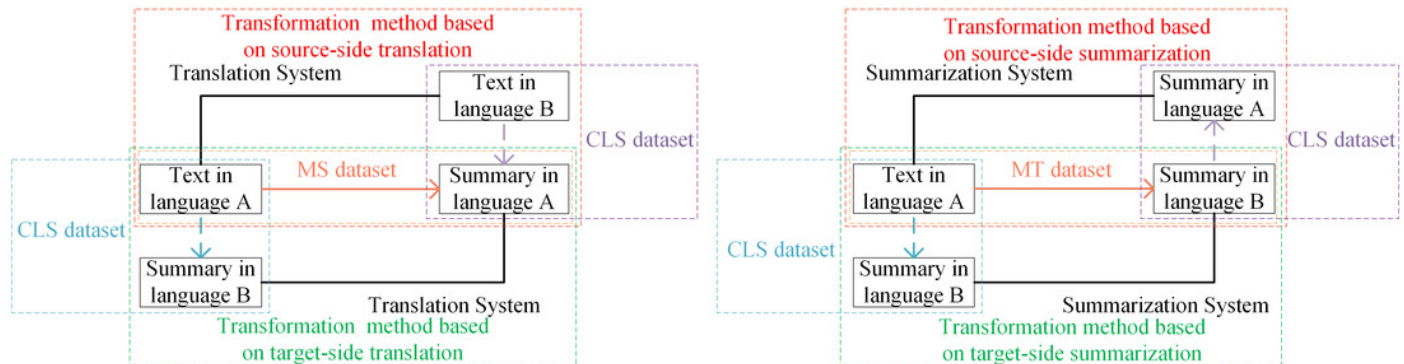 Transformation method based
on source-side translation
Translation System
Text in
language B
CLS dataset
Text in
language A
MS dataset
Summary in
language A
CLS dataset
Summary in
language B
Translation System
Transformation method based
on target-side translation
Transformation method based
on source-side summarization
Summarization System
Summary in
language A
CLS dataset
Text in
language A
MT dataset
Summary in
language B
CLS dataset
Summary in
language B
Summarization System
Transformation method based
on target-side summarization